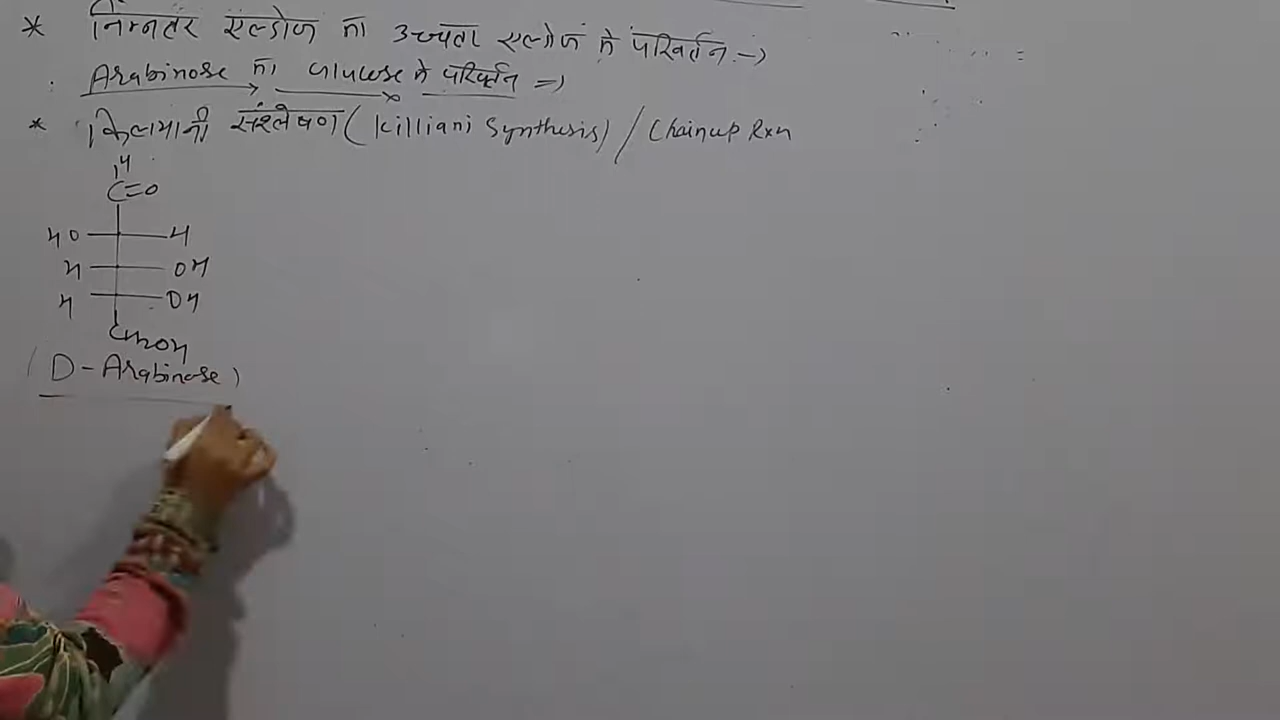 * निम्नतर एल्डोज का उच्चतर एल्डोज में परिवर्तन →
Arabinose का glucose में परिवर्तन ⇒
* किलयानी संश्लेषण (Killiani Synthesis) / Chainup Rxn
H
C=O
HO H
H OH
H OH
CH2OH
(D-Arabinose)